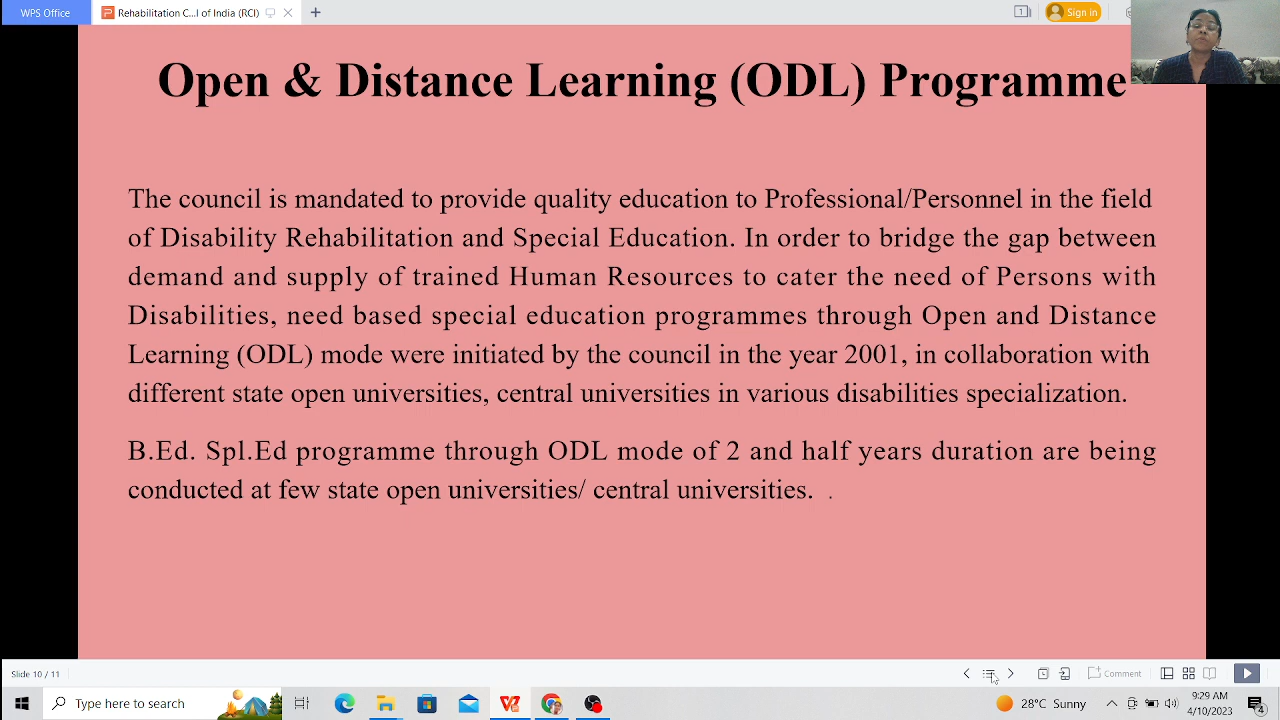 WPS Office
Rehabilitation C...l of India (RCI)
1
Sign in
Open & Distance Learning (ODL) Programme
The council is mandated to provide quality education to Professional/Personnel in the field
of Disability Rehabilitation and Special Education. In order to bridge the gap between
demand and supply of trained Human Resources to cater the need of Persons with
Disabilities, need based special education programmes through Open and Distance
Learning (ODL) mode were initiated by the council in the year 2001, in collaboration with
different state open universities, central universities in various disabilities specialization.
B.Ed. Spl.Ed programme through ODL mode of 2 and half years duration are being
conducted at few state open universities/ central universities. .
Slide 10 / 11
Comment
Type here to search
28°C Sunny
9:29 AM
4/10/2023
4